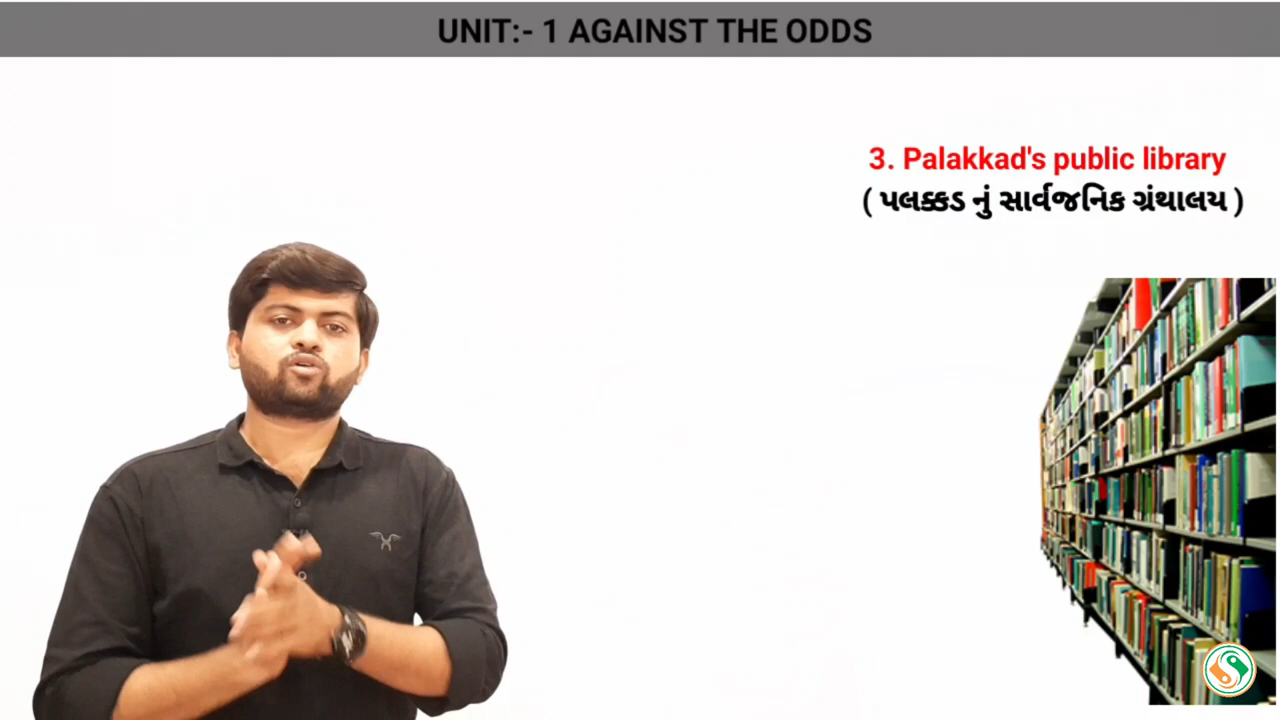 UNIT:- 1 AGAINST THE ODDS
3. Palakkad's public library
( પલક્કડ નું સાર્વજનિક ગ્રંથાલય )